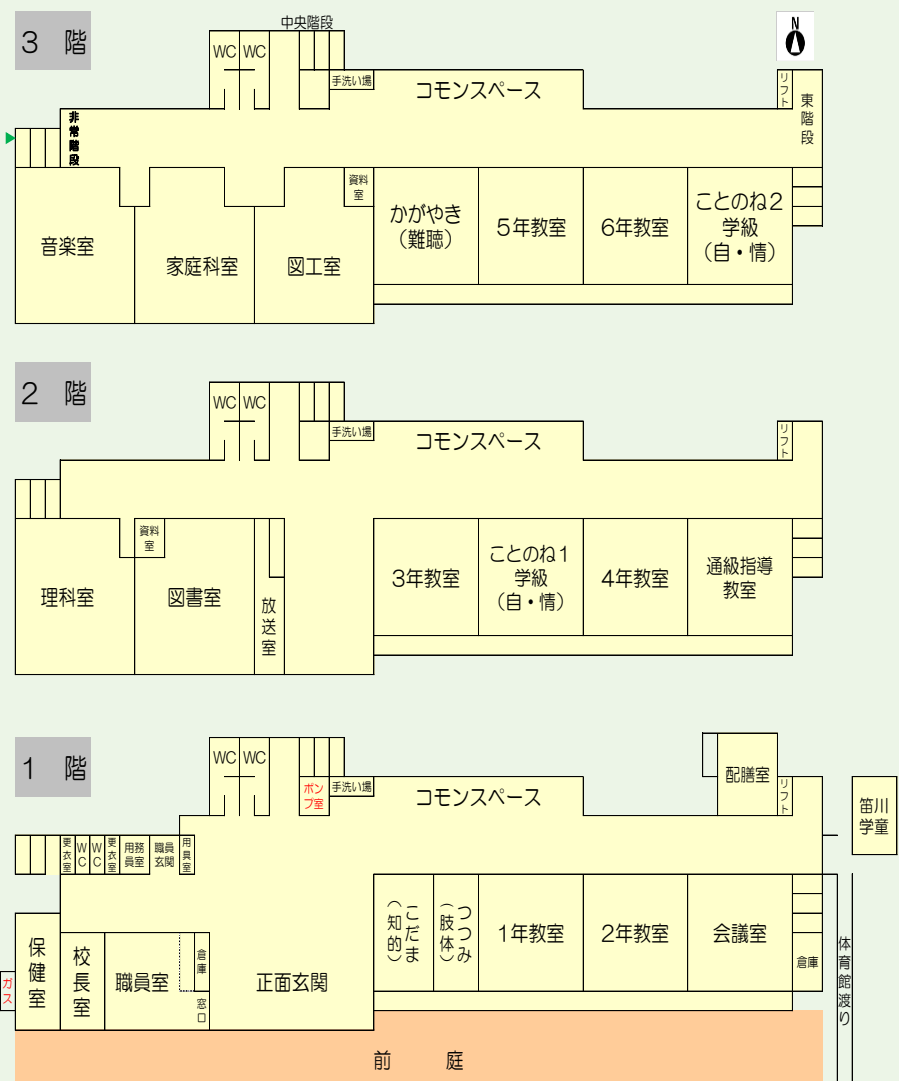 3 階
中央階段
N
WC
WC
手洗い場
コモンスペース
リフト
東階段
非常階段
資料
室
音楽室
家庭科室
図工室
かがやき
(難聴)
5年教室
6年教室
ことのね2
学級
(自・情)
2 階
WC
WC
手洗い場
コモンスペース
リフト
資料
室
理科室
図書室
放送室
3年教室
ことのね1
学級
(自・情)
4年教室
通級指導
教室
1 階
WC
WC
ポン
プ室
手洗い場
コモンスペース
配膳室
リフト
笛川
学童
更衣室
WC
WC
更衣室
用務
員室
職員
玄関
用具室
保健室
校長室
職員室
倉庫
窓口
正面玄関
こだま
(知的)
つつみ
(肢体)
1年教室
2年教室
会議室
倉庫
体育館渡り
ガス
前 庭